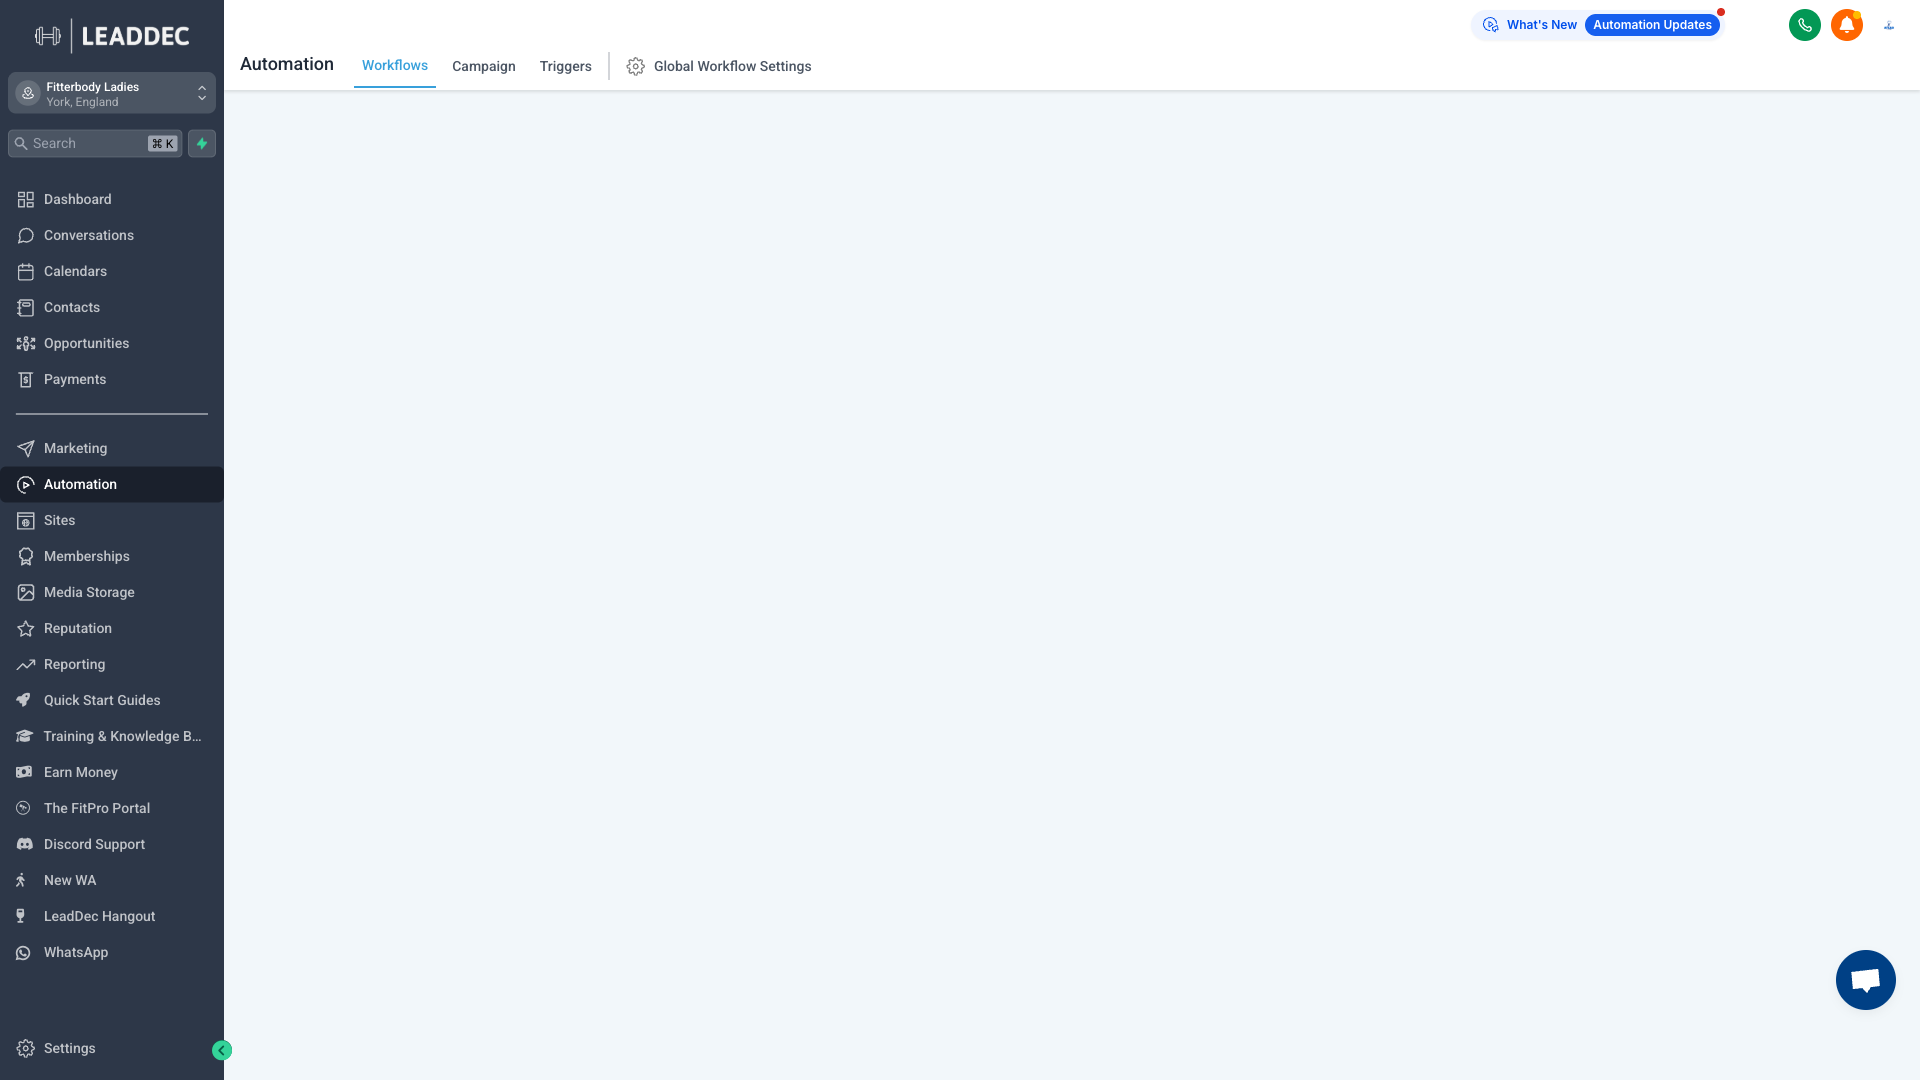 LEADDEC
Fitterbody Ladies
York, England
Search
⌘ K
Dashboard
Conversations
Calendars
Contacts
Opportunities
Payments
Marketing
Automation
Sites
Memberships
Media Storage
Reputation
Reporting
Quick Start Guides
Training & Knowledge B...
Earn Money
The FitPro Portal
Discord Support
New WA
LeadDec Hangout
WhatsApp
Settings
What's New
Automation Updates
Automation
Workflows
Campaign
Triggers
Global Workflow Settings